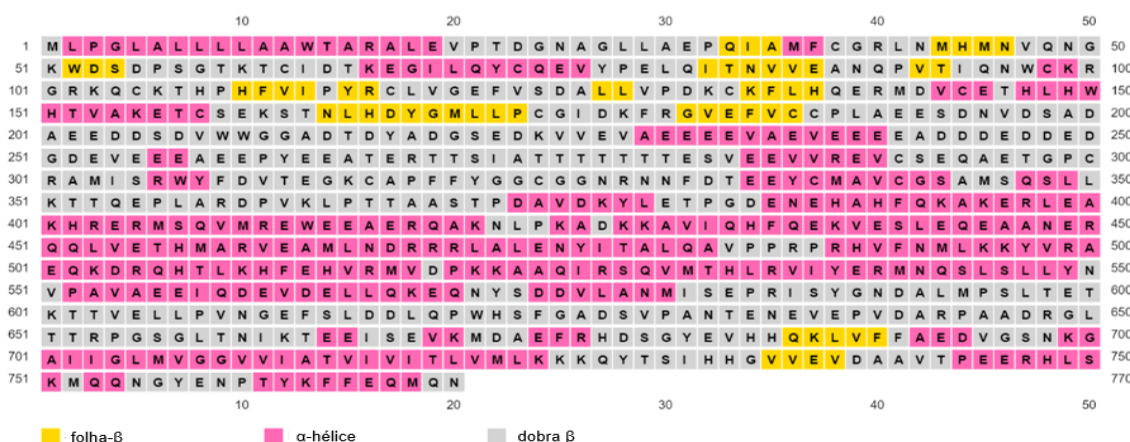 10 20 30 40 50
1 M L P G L A L L L L A A W T A R A L E V P T D G N A G L L A E P Q I A M F C G R L N M H M N V Q N G 50
51 K W D S D P S G T K T C I D T K E G I L Q Y C Q E V Y P E L Q I T N V V E A N Q P V T I Q N W C K R 100
101 G R K Q C K T H P H F V I P Y R C L V G E F V S D A L L V P D K C K F L H Q E R M D V C E T H L H W 150
151 H T V A K E T C S E K S T N L H D Y G M L L P C G I D K F R G V E F V C C P L A E E S D N V D S A D 200
201 A E E D D S D V W W G G A D T D Y A D G S E D K V V E V A E E E E V A E V E E E E A D D D E D D E D 250
251 G D E V E E E A E E P Y E E A T E R T T S I A T T T T T T T E S V E E V V R E V C S E Q A E T G P C 300
301 R A M I S R W Y F D V T E G K C A P F F Y G G C G G N R N N F D T E E Y C M A V C G S A M S Q S L L 350
351 K T T Q E P L A R D P V K L P T T A A S T P D A V D K Y L E T P G D E N E H A H F Q K A K E R L E A 400
401 K H R E R M S Q V M R E W E E A E R Q A K N L P K A D K K A V I Q H F Q E K V E S L E Q E A A N E R 450
451 Q Q L V E T H M A R V E A M L N D R R R L A L E N Y I T A L Q A V P P R P R H V F N M L K K Y V R A 500
501 E Q K D R Q H T L K H F E H V R M V D P K K A A Q I R S Q V M T H L R V I Y E R M N Q S L S L L Y N 550
551 V P A V A E E I Q D E V D E L L Q K E Q N Y S D D V L A N M I S E P R I S Y G N D A L M P S L T E T 600
601 K T T V E L L P V N G E F S L D D L Q P W H S F G A D S V P A N T E N E V E P V D A R P A A D R G L 650
651 T T R P G S G L T N I K T E E I S E V K M D A E F R H D S G Y E V H H Q K L V F F A E D V G S N K G 700
701 A I I G L M V G G V V I A T V I V I T L V M L K K K Q Y T S I H H G V V E V D A A V T P E E R H L S 750
751 K M Q Q N G Y E N P T Y K F F E Q M Q N 770
10 20 30 40 50
folha-β α-hélice dobra β